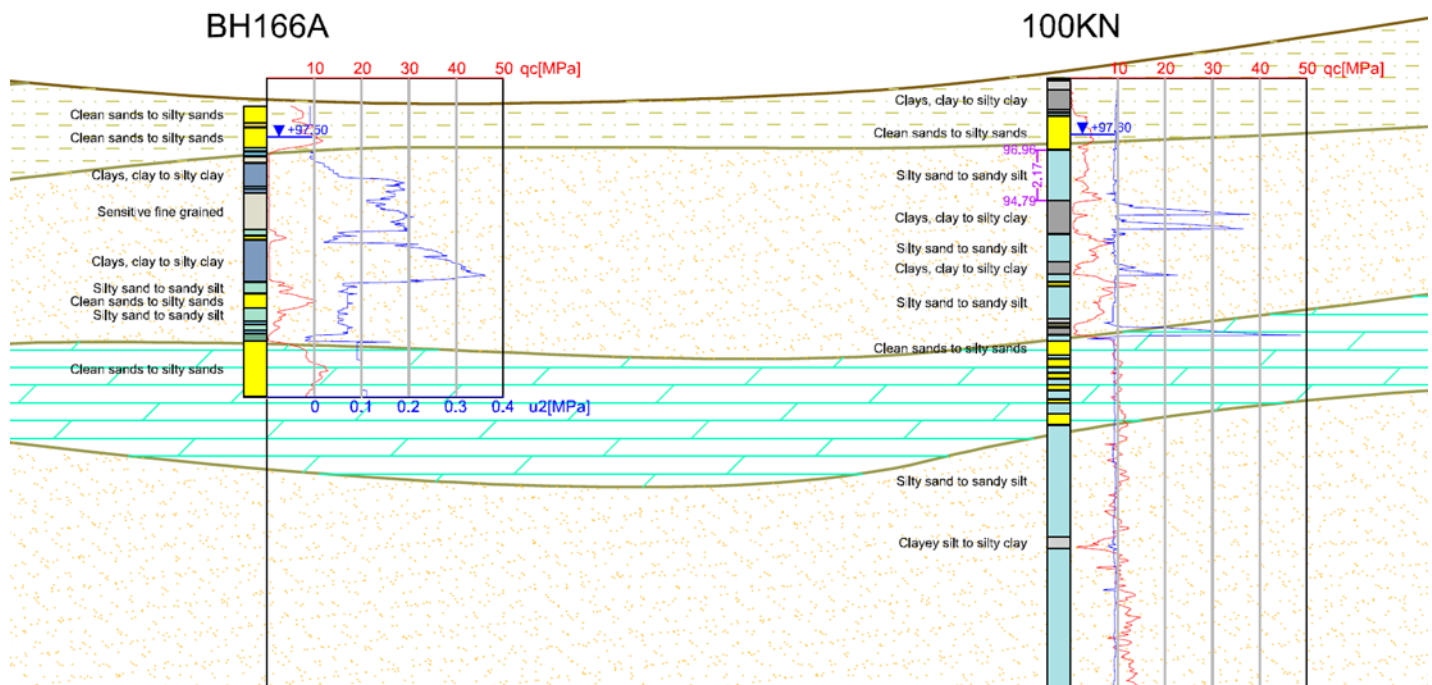 BH166A
10 20 30 40 50 qc[MPa]
Clean sands to silty sands
+97.50
Clean sands to silty sands
Clays, clay to silty clay
Sensitive fine grained
Clays, clay to silty clay
Silty sand to sandy silt
Clean sands to silty sands
Silty sand to sandy silt
Clean sands to silty sands
0 0.1 0.2 0.3 0.4 u2[MPa]
100KN
10 20 30 40 50 qc[MPa]
Clays, clay to silty clay
Clean sands to silty sands
+97.60
96.96
Silty sand to sandy silt
2.17
94.79
Clays, clay to silty clay
Silty sand to sandy silt
Clays, clay to silty clay
Silty sand to sandy silt
Clean sands to silty sands
Silty sand to sandy silt
Clayey silt to silty clay